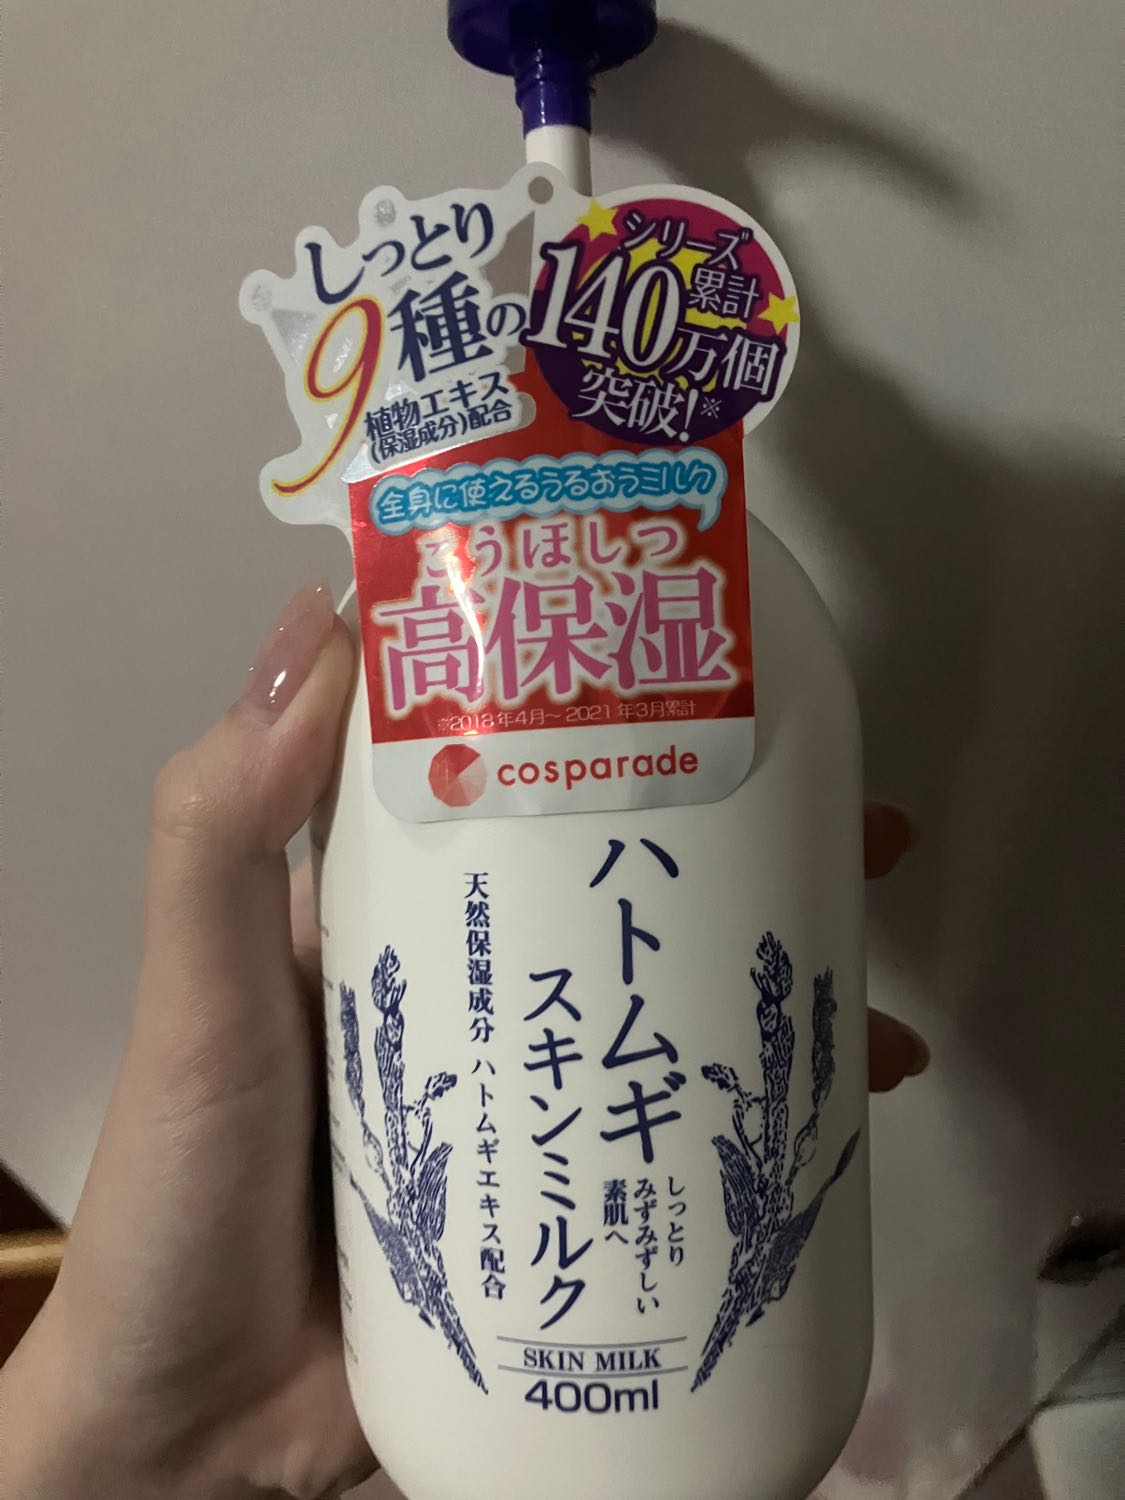 しっとり
9種の
植物エキス
(保湿成分)配合
シリーズ
累計
140万個
突破!※
全身に使えるうるおうミルク
こうほしつ
高保湿
※2018年4月~2021年3月累計
cosparade
ハトムギ
スキンミルク
しっとり
みずみずしい
素肌へ
天然保湿成分 ハトムギエキス配合
SKIN MILK
400ml